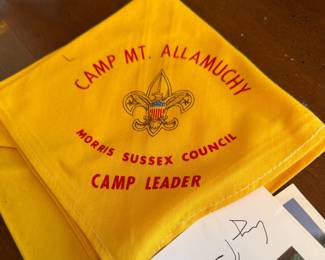 CAMP MT. ALLAMUCHY
MORRIS SUSSEX COUNCIL
CAMP LEADER